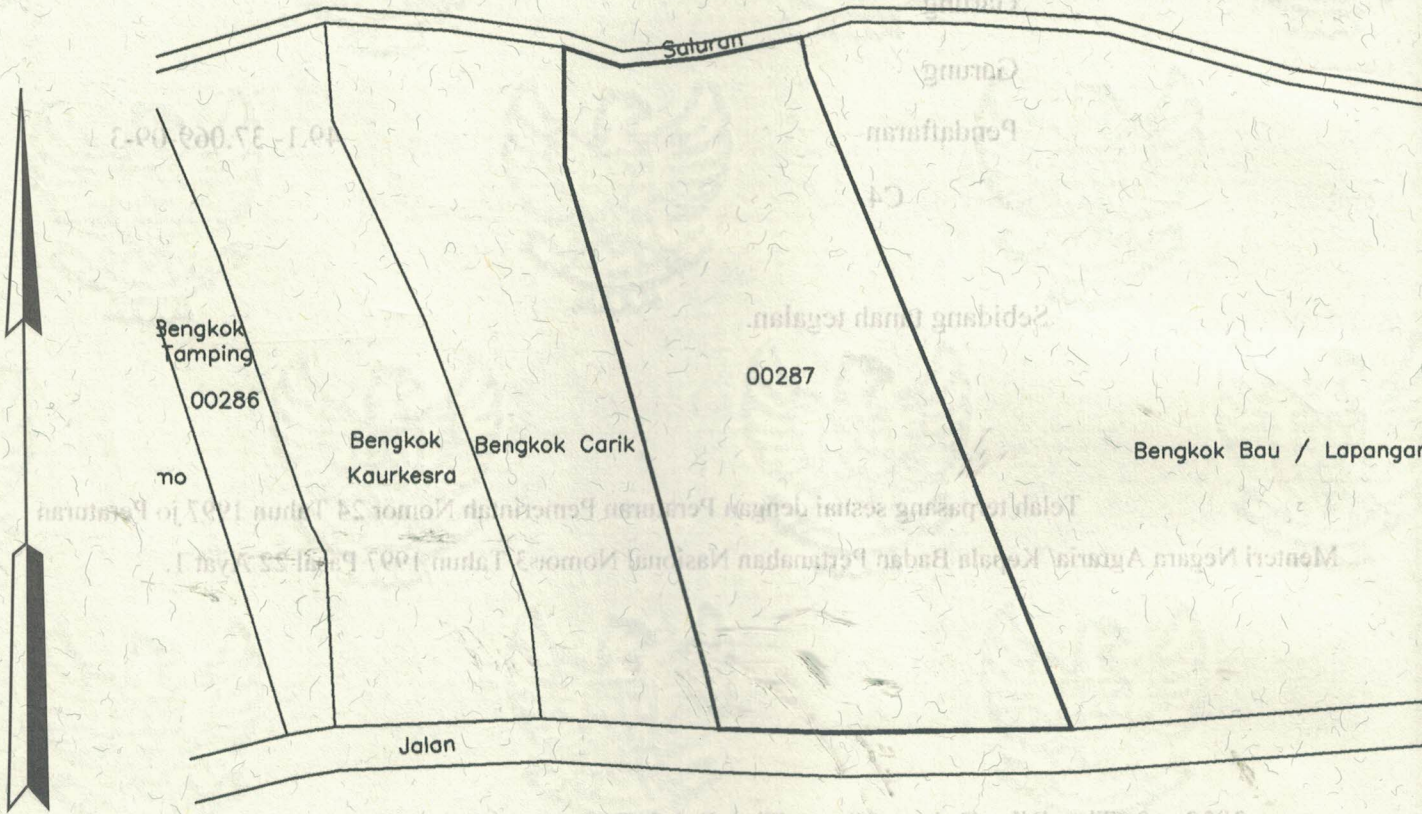 Saluran
Garung
Pendaftaran
49.1.-37.069-09-3
C4
Sebidang tanah tegalan.
Bengkok
Tamping
00286
00287
Bengkok
Kaurkesra
Bengkok Carik
Bengkok Bau / Lapangan
mo
Telah terpasang sesuai dengan Peraturan Pemerintah Nomor 24 Tahun 1997 jo Peraturan
Menteri Negara Agraria/ Kepala Badan Pertanahan Nasional Nomor 3 Tahun 1997 Pasal 22 Ayat 1.
Jalan